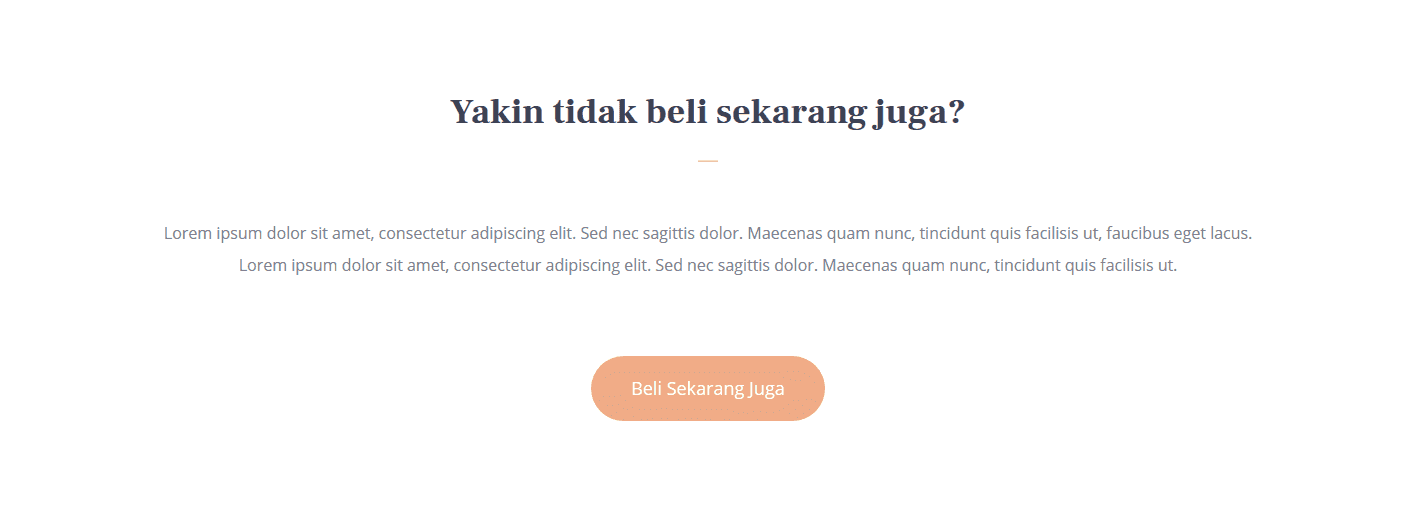 Yakin tidak beli sekarang juga?
Lorem ipsum dolor sit amet, consectetur adipiscing elit. Sed nec sagittis dolor. Maecenas quam nunc, tincidunt quis facilisis ut, faucibus eget lacus.
Lorem ipsum dolor sit amet, consectetur adipiscing elit. Sed nec sagittis dolor. Maecenas quam nunc, tincidunt quis facilisis ut.
Beli Sekarang Juga